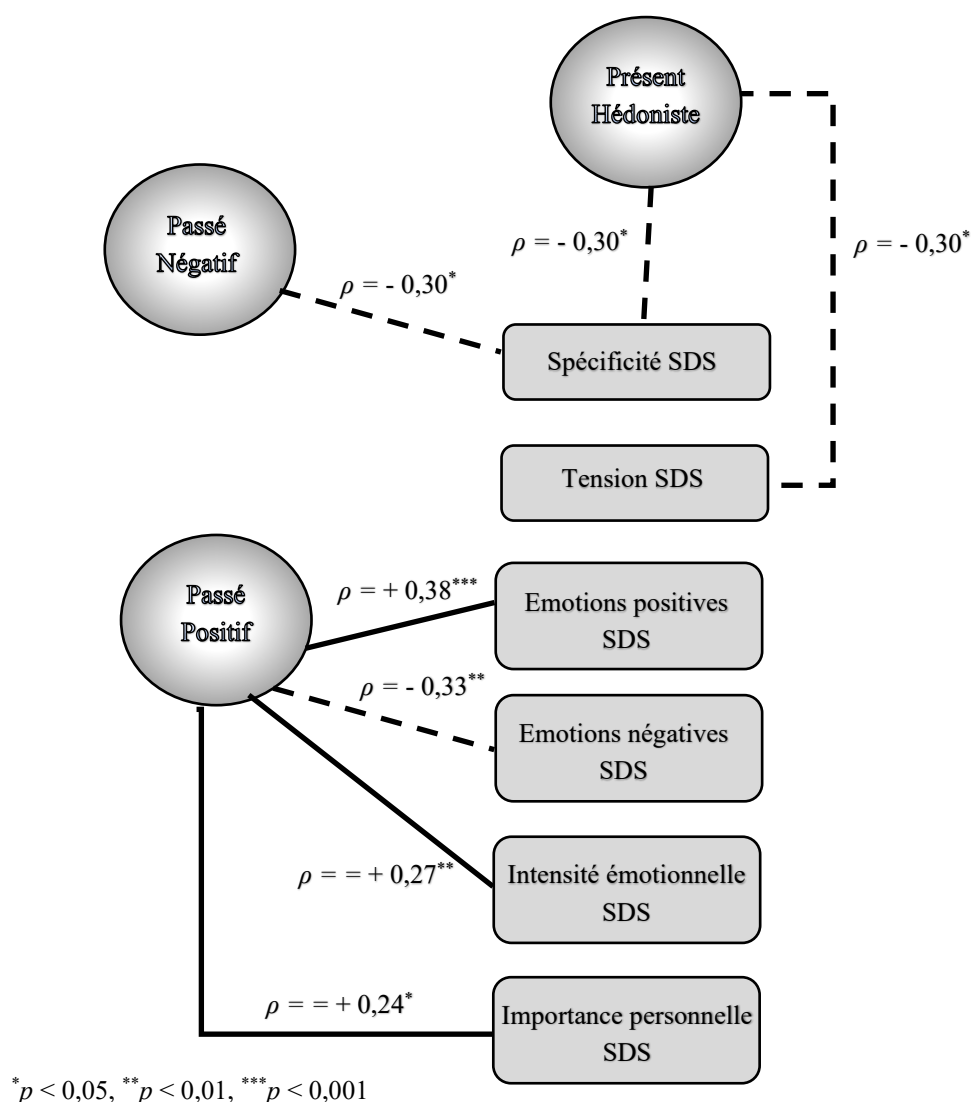 Présent
Hédoniste
Passé
Négatif
ρ = - 0,30*
ρ = - 0,30*
ρ = - 0,30*
Spécificité SDS
Tension SDS
Passé
Positif
ρ = + 0,38***
Emotions positives
SDS
ρ = - 0,33**
Emotions négatives
SDS
ρ = = + 0,27**
Intensité émotionnelle
SDS
ρ = = + 0,24*
Importance personnelle
SDS
*p < 0,05, **p < 0,01, ***p < 0,001